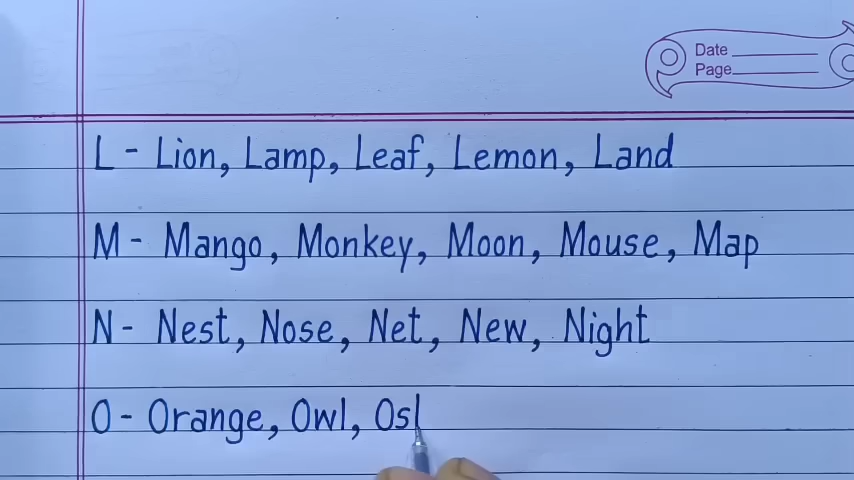 Date
Page
L - Lion, Lamp, Leaf, Lemon, Land
M - Mango, Monkey, Moon, Mouse, Map
N - Nest, Nose, Net, New, Night
O - Orange, Owl, Osl